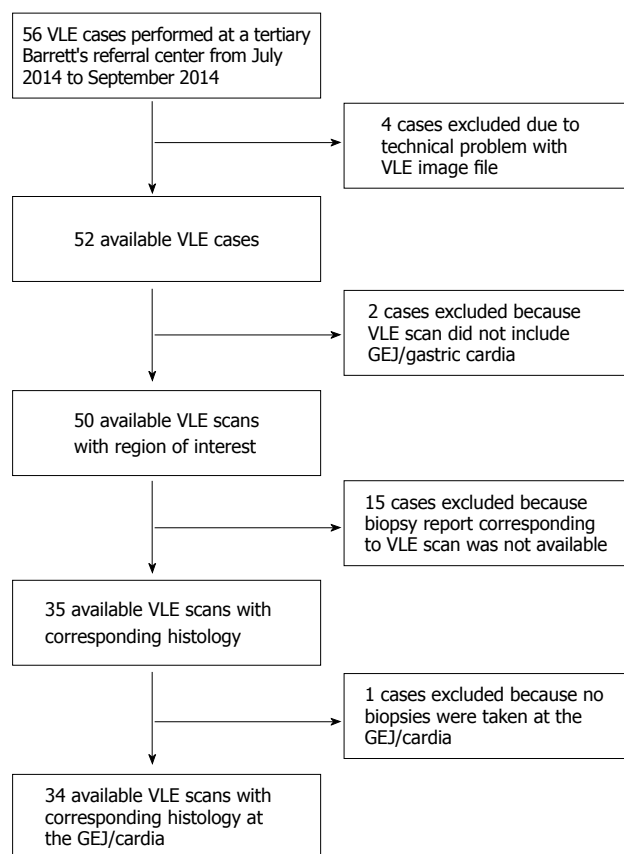 56 VLE cases performed at a tertiary
Barrett's referral center from July
2014 to September 2014
4 cases excluded due to
technical problem with
VLE image file
52 available VLE cases
2 cases excluded because
VLE scan did not include
GEJ/gastric cardia
50 available VLE scans
with region of interest
15 cases excluded because
biopsy report corresponding
to VLE scan was not available
35 available VLE scans with
corresponding histology
1 cases excluded because no
biopsies were taken at the
GEJ/cardia
34 available VLE scans with
corresponding histology at
the GEJ/cardia